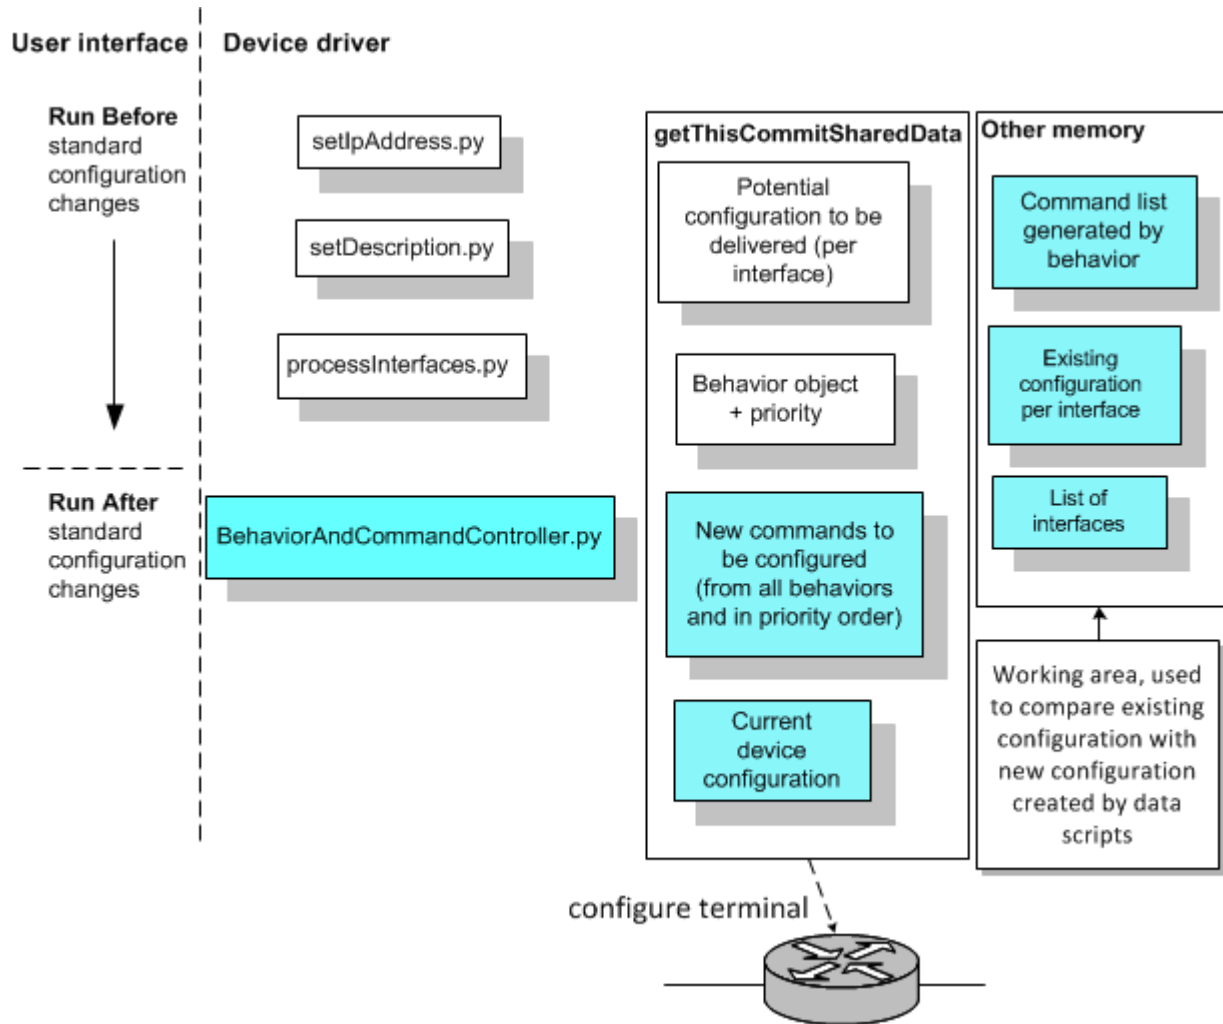 User interface
Device driver
Run Before
standard
configuration
changes
setIpAddress.py
setDescription.py
processInterfaces.py
getThisCommitSharedData
Potential
configuration to be
delivered (per
interface)
Behavior object
+ priority
Other memory
Command list
generated by
behavior
Existing
configuration
per interface
List of
interfaces
Run After
standard
configuration
changes
BehaviorAndCommandController.py
New commands to
be configured
(from all behaviors
and in priority order)
Current
device
configuration
Working area, used
to compare existing
configuration with
new configuration
created by data
scripts
configure terminal